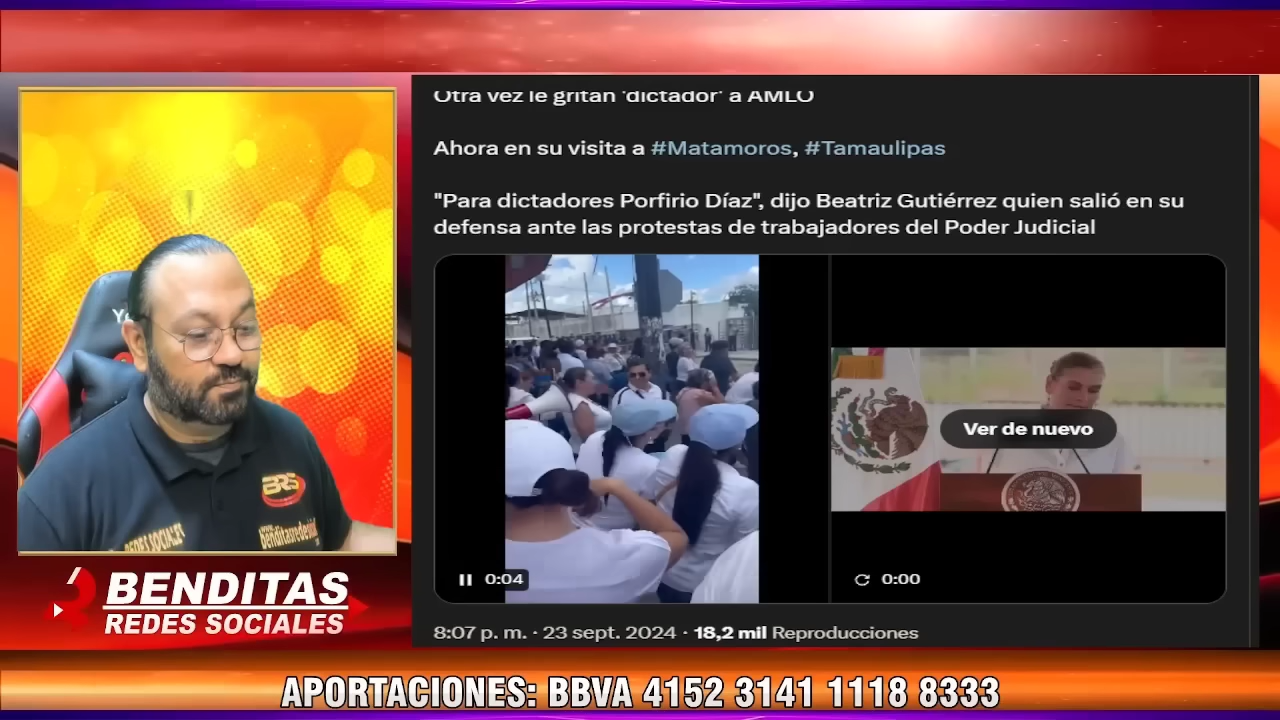 Otra vez le gritan 'dictador' a AMLO
Ahora en su visita a #Matamoros, #Tamaulipas
"Para dictadores Porfirio Díaz", dijo Beatriz Gutiérrez quien salió en su
defensa ante las protestas de trabajadores del Poder Judicial
Ver de nuevo
0:04
0:00
8:07 p. m. · 23 sept. 2024 · 18,2 mil Reproducciones
BRS
REDES SOCIALES
BENDITAS
REDES SOCIALES
APORTACIONES: BBVA 4152 3141 1118 8333